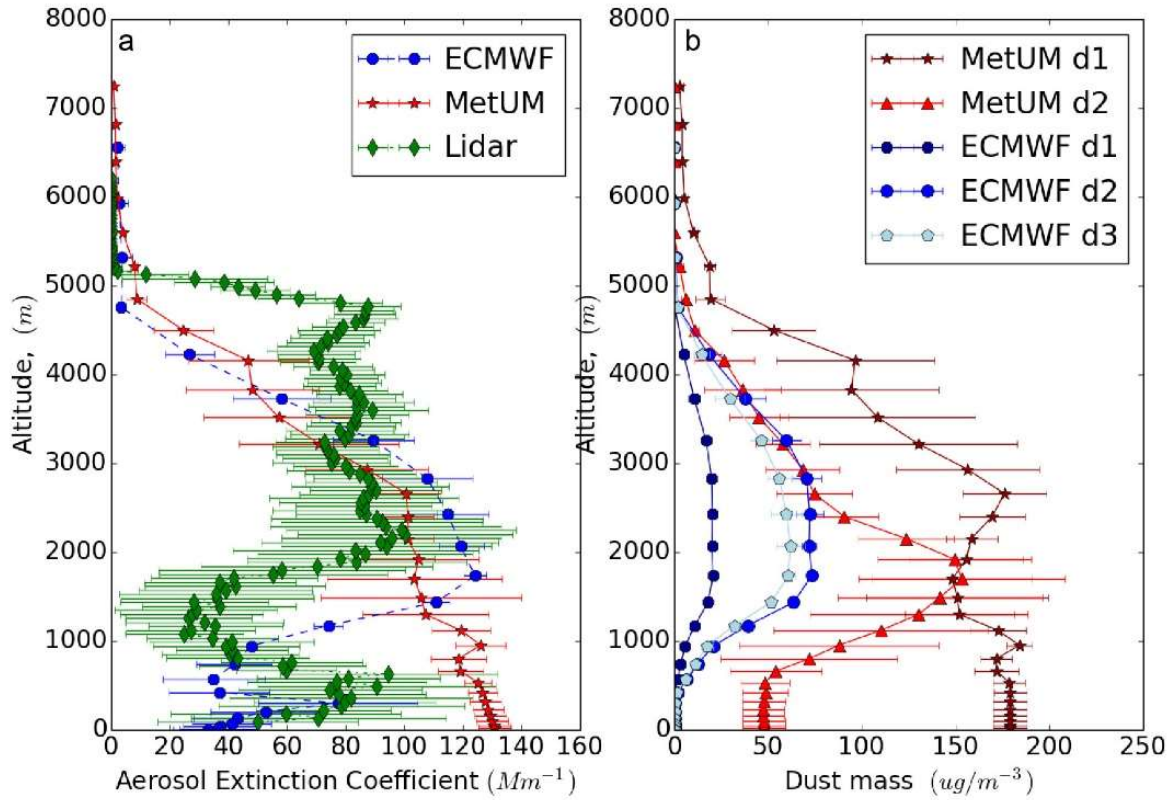 a
ECMWF
MetUM
Lidar
8000
7000
6000
5000
4000
3000
2000
1000
0
Altitude, (m)
0 20 40 60 80 100 120 140 160
Aerosol Extinction Coefficient (Mm⁻¹)
b
MetUM d1
MetUM d2
ECMWF d1
ECMWF d2
ECMWF d3
8000
7000
6000
5000
4000
3000
2000
1000
0
Altitude, (m)
0 50 100 150 200 250
Dust mass (ug/m⁻³)